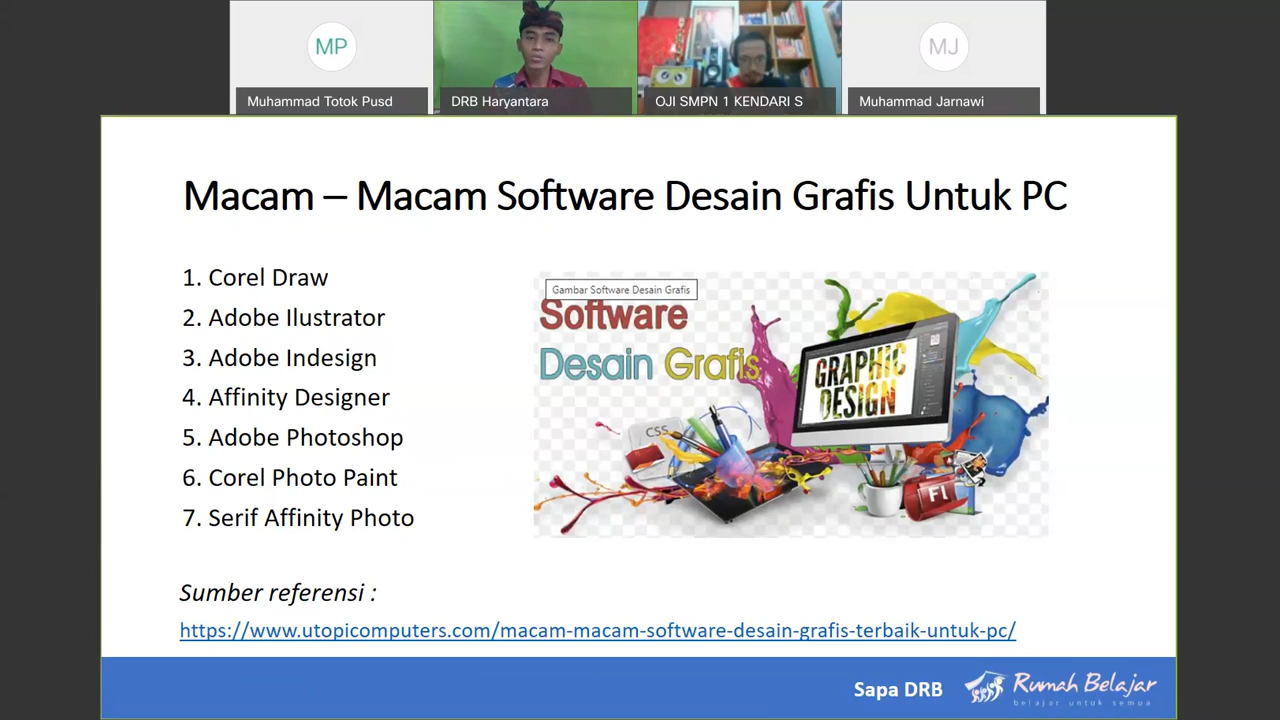 MP
MJ
Muhammad Totok Pusd
DRB Haryantara
OJI SMPN 1 KENDARI S
Muhammad Jarnawi
Macam – Macam Software Desain Grafis Untuk PC
1. Corel Draw
2. Adobe Ilustrator
3. Adobe Indesign
4. Affinity Designer
5. Adobe Photoshop
6. Corel Photo Paint
7. Serif Affinity Photo
Gambar Software Desain Grafis
Software
Desain Grafis
GRAPHIC
DESIGN
CSS
FL
Sumber referensi :
https://www.utopicomputers.com/macam-macam-software-desain-grafis-terbaik-untuk-pc/
Sapa DRB
Rumah Belajar
belajar untuk semua